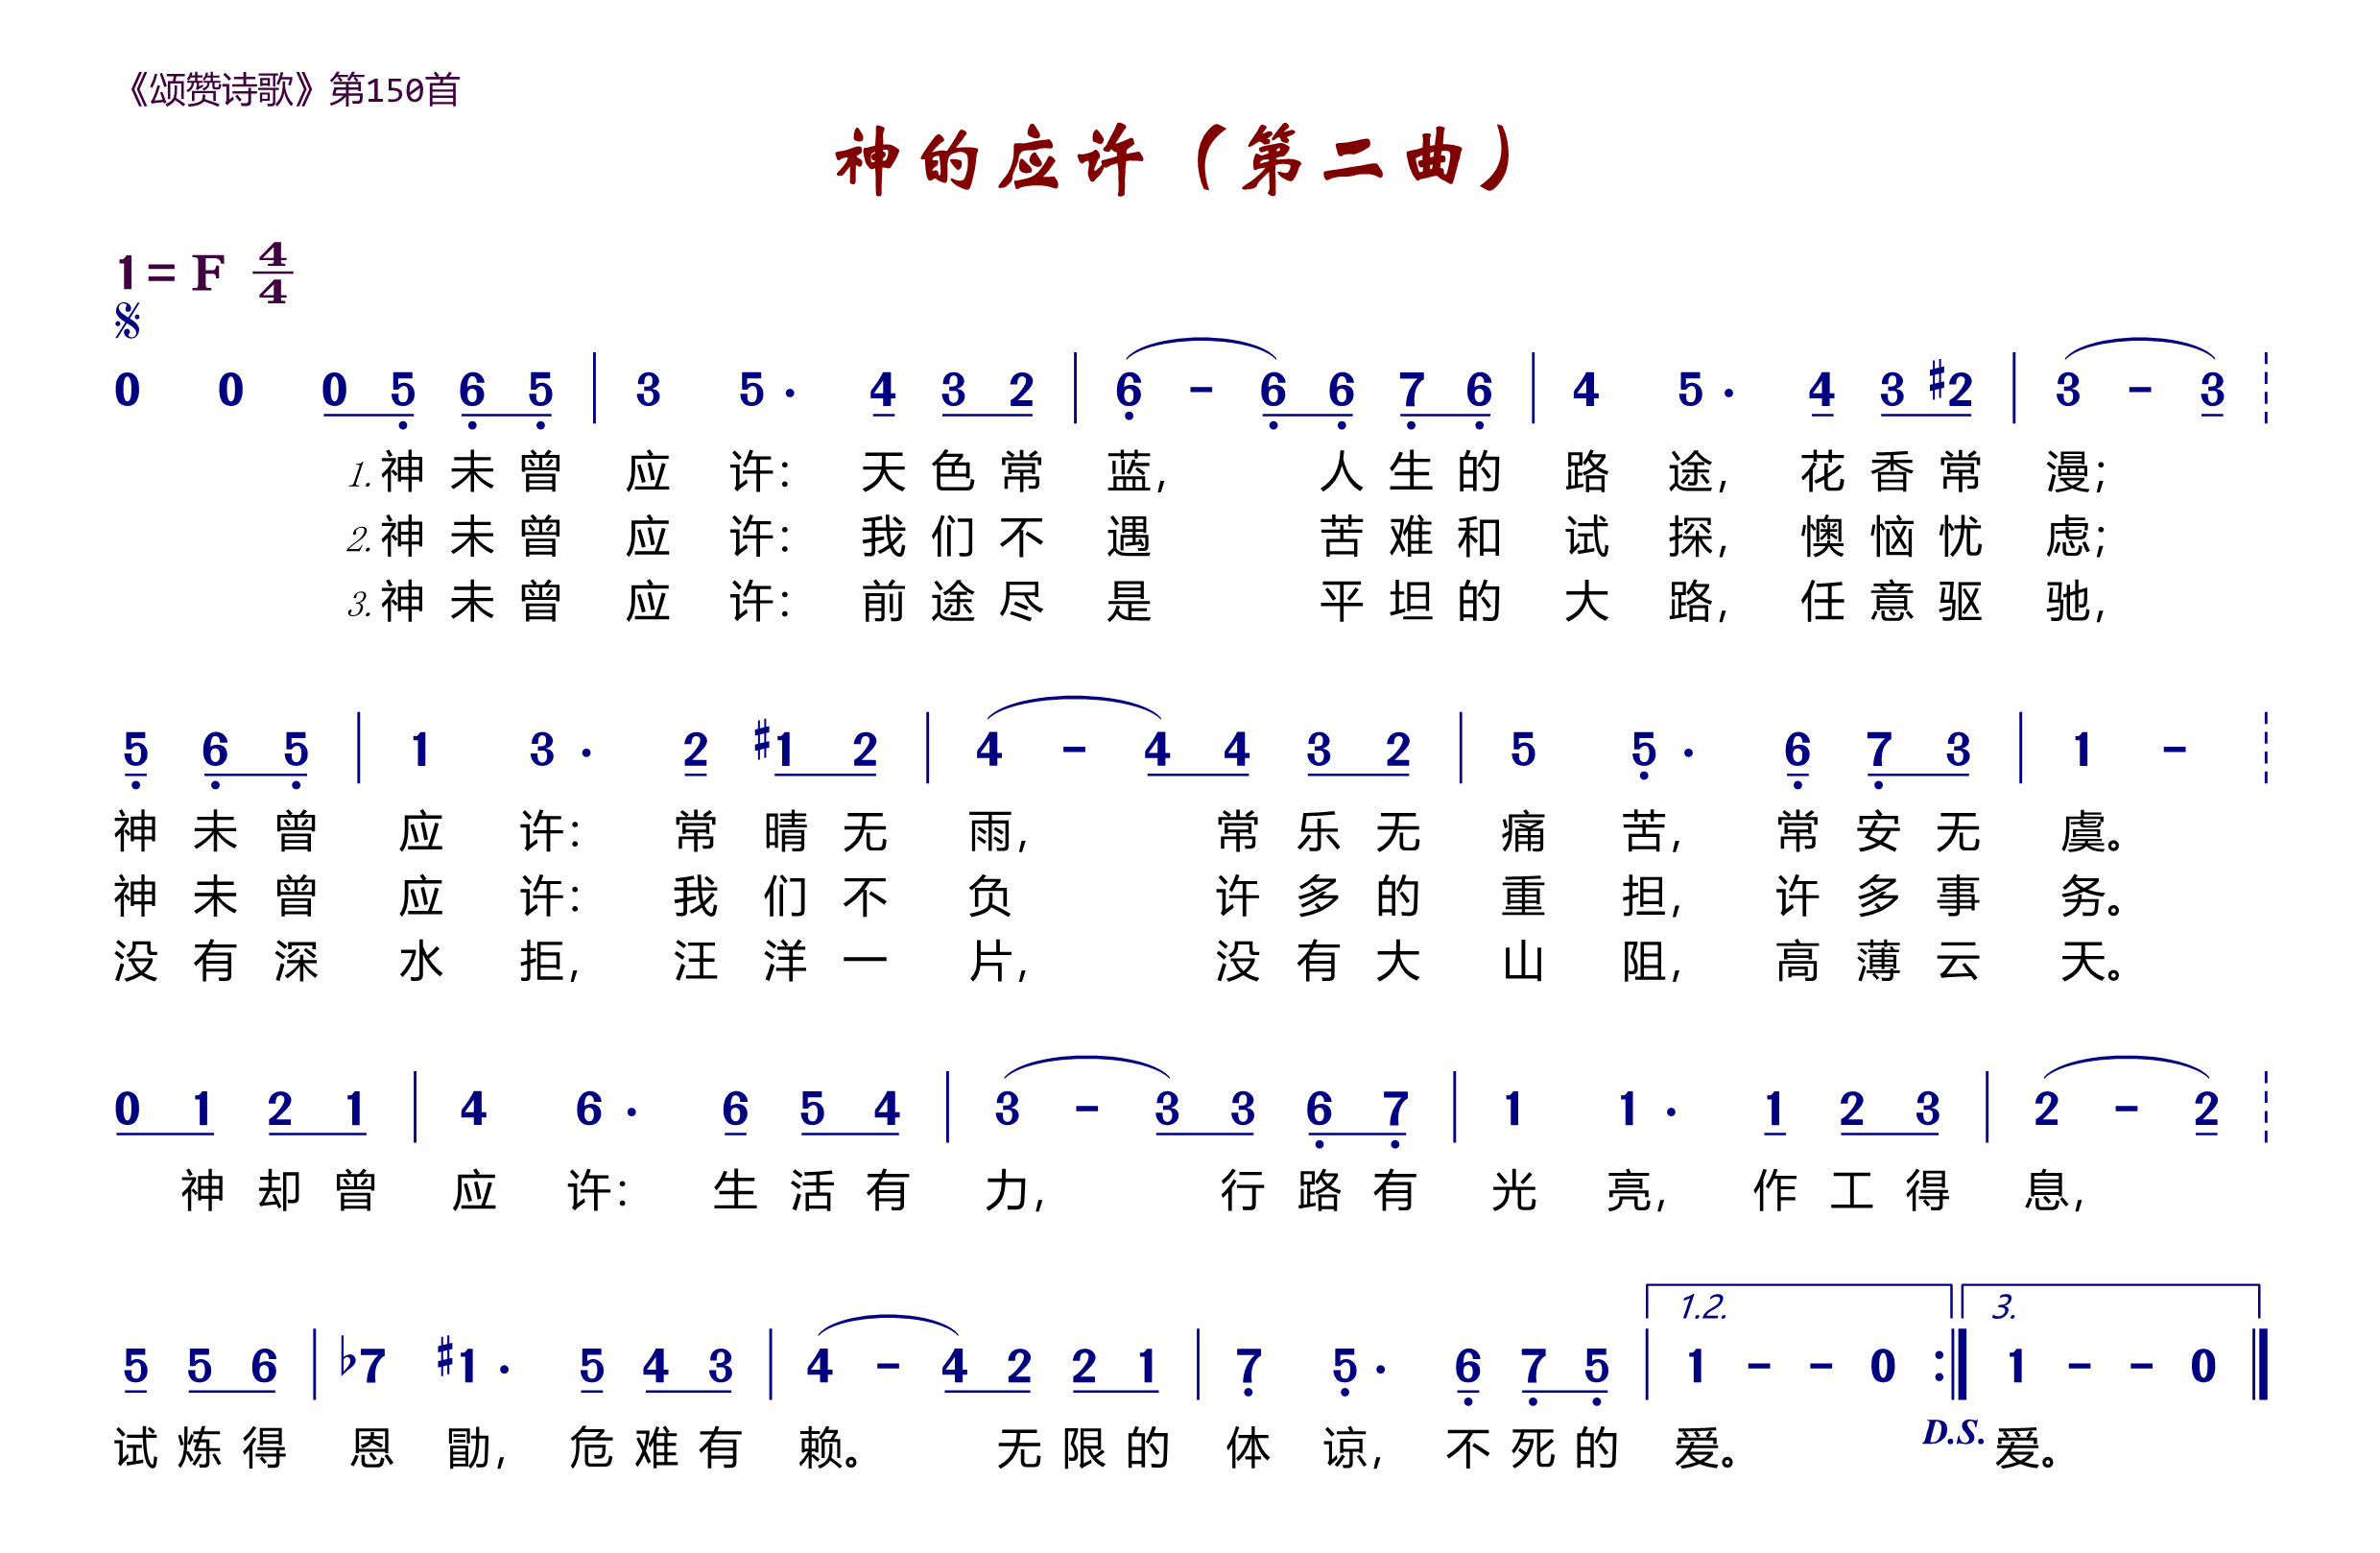 《颂赞诗歌》第150首
神的应许（第二曲）
1=F 4/4
0 0 0 5 6 5 | 3 5· 4 3 2 | 6 - 6 6 7 6 | 4 5· 4 3 #2 | 3 - 3
1.神未曾应许：天色常蓝，人生的路途，花香常漫；
2.神未曾应许：我们不遇苦难和试探，懊恼忧虑；
3.神未曾应许：前途尽是平坦的大路，任意驱驰，
5 6 5 | 1 3· 2 #1 2 | 4 - 4 4 3 2 | 5 5· 6 7 3 | 1 -
神未曾应许：常晴无雨，常乐无痛苦，常安无虞。
神未曾应许：我们不负许多的重担，许多事务。
没有深水拒，汪洋一片，没有大山阻，高薄云天。
0 1 2 1 | 4 6· 6 5 4 | 3 - 3 3 6 7 | 1 1· 1 2 3 | 2 - 2
神却曾应许：生活有力，行路有光亮，作工得息，
1.2. 3.
5 5 6 | ♭7 #1· 5 4 3 | 4 - 4 2 2 1 | 7 5· 6 7 5 | 1 - - 0 :| 1 - - 0 ‖
D.S.
试炼得恩勖，危难有赖。无限的体谅，不死的爱。爱。